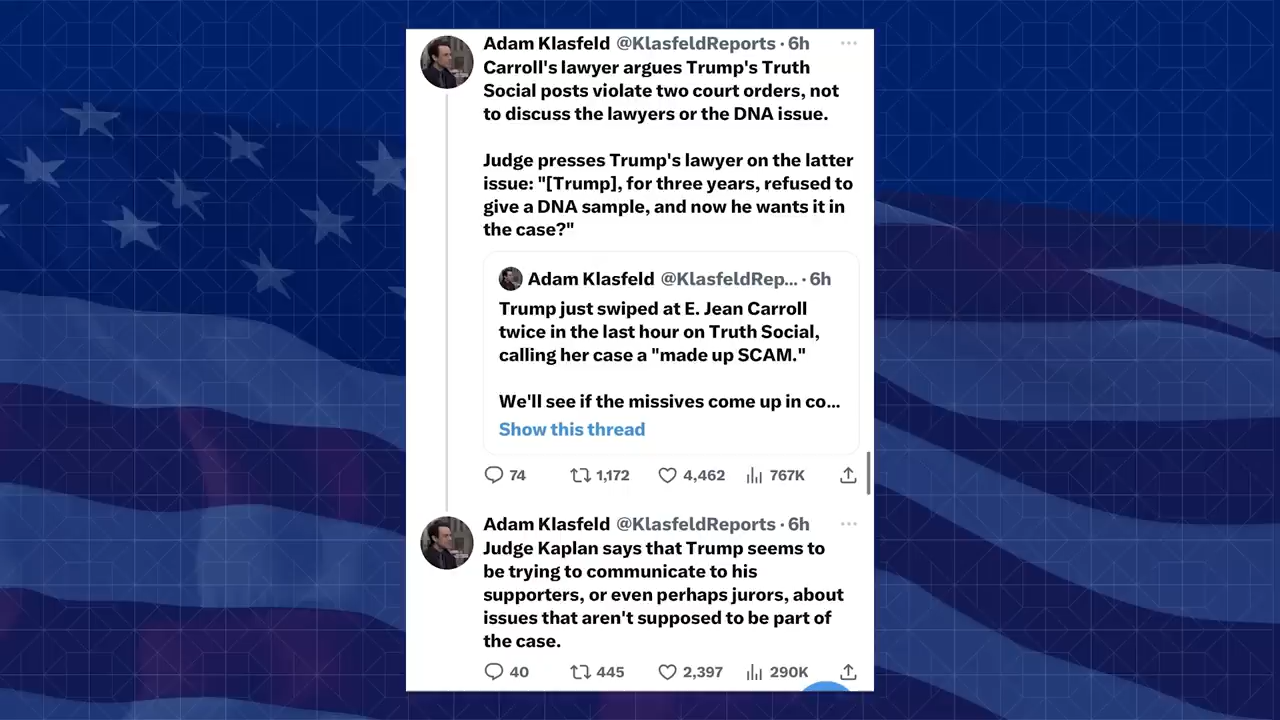 Adam Klasfeld @KlasfeldReports · 6h
Carroll's lawyer argues Trump's Truth
Social posts violate two court orders, not
to discuss the lawyers or the DNA issue.
Judge presses Trump's lawyer on the latter
issue: "[Trump], for three years, refused to
give a DNA sample, and now he wants it in
the case?"
Adam Klasfeld @KlasfeldRep... · 6h
Trump just swiped at E. Jean Carroll
twice in the last hour on Truth Social,
calling her case a "made up SCAM."
We'll see if the missives come up in co...
Show this thread
74 1,172 4,462 767K
Adam Klasfeld @KlasfeldReports · 6h
Judge Kaplan says that Trump seems to
be trying to communicate to his
supporters, or even perhaps jurors, about
issues that aren't supposed to be part of
the case.
40 445 2,397 290K